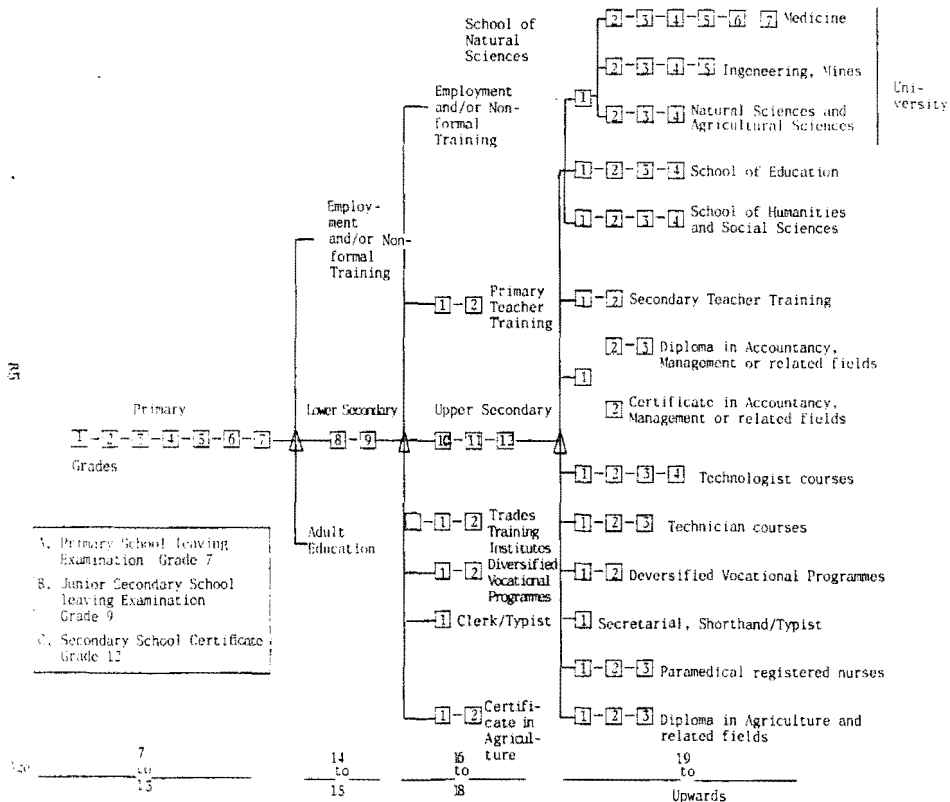 School of
Natural
Sciences
2 - 3 - 4 - 5 - 6 7 Medicine
2 - 3 - 4 - 5 Ingeneering, Mines
1
2 - 3 - 4 Natural Sciences and
Agricultural Sciences
Uni-
versity
Employment
and/or Non-
formal
Training
1 - 2 - 3 - 4 School of Education
1 - 2 - 3 - 4 School of Humanities
and Social Sciences
Employ-
ment
and/or Non-
formal
Training
1 - 2 Primary
Teacher
Training
1 - 2 Secondary Teacher Training
2 - 3 Diploma in Accountancy,
Management or related fields
1
2 Certificate in Accountancy,
Management or related fields
85
Primary
Lower Secondary
Upper Secondary
1 - 2 - 3 - 4 - 5 - 6 - 7
8 - 9
10 - 11 - 12
Grades
1 - 2 - 3 - 4 Technologist courses
Adult
Education
1 - 2 Trades
Training
Institutes
1 - 2 - 3 Technician courses
1 - 2 Diversified
Vocational
Programmes
1 - 2 Deversified Vocational Programmes
1 Clerk/Typist
1 Secretarial, Shorthand/Typist
1 - 2 - 3 Paramedical registered nurses
1 - 2 Certifi-
cate in
Agricul-
ture
1 - 2 - 3 Diploma in Agriculture and
related fields
A. Primary School leaving
Examination Grade 7
B. Junior Secondary School
leaving Examination
Grade 9
C. Secondary School Certificate
Grade 12
Age
7
to
13
14
to
15
16
to
18
19
to
Upwards